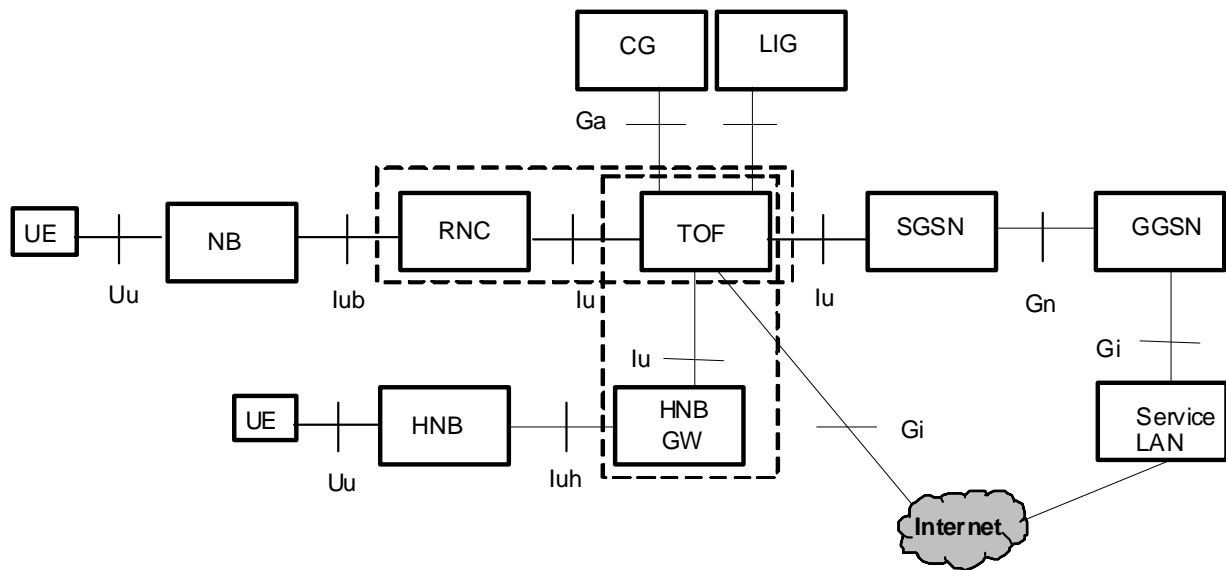 CG
LIG
Ga
UE
NB
RNC
TOF
SGSN
GGSN
Uu
Iub
Iu
Iu
Gn
Gi
Iu
UE
HNB
HNB
GW
Gi
Service
LAN
Uu
Iuh
Internet